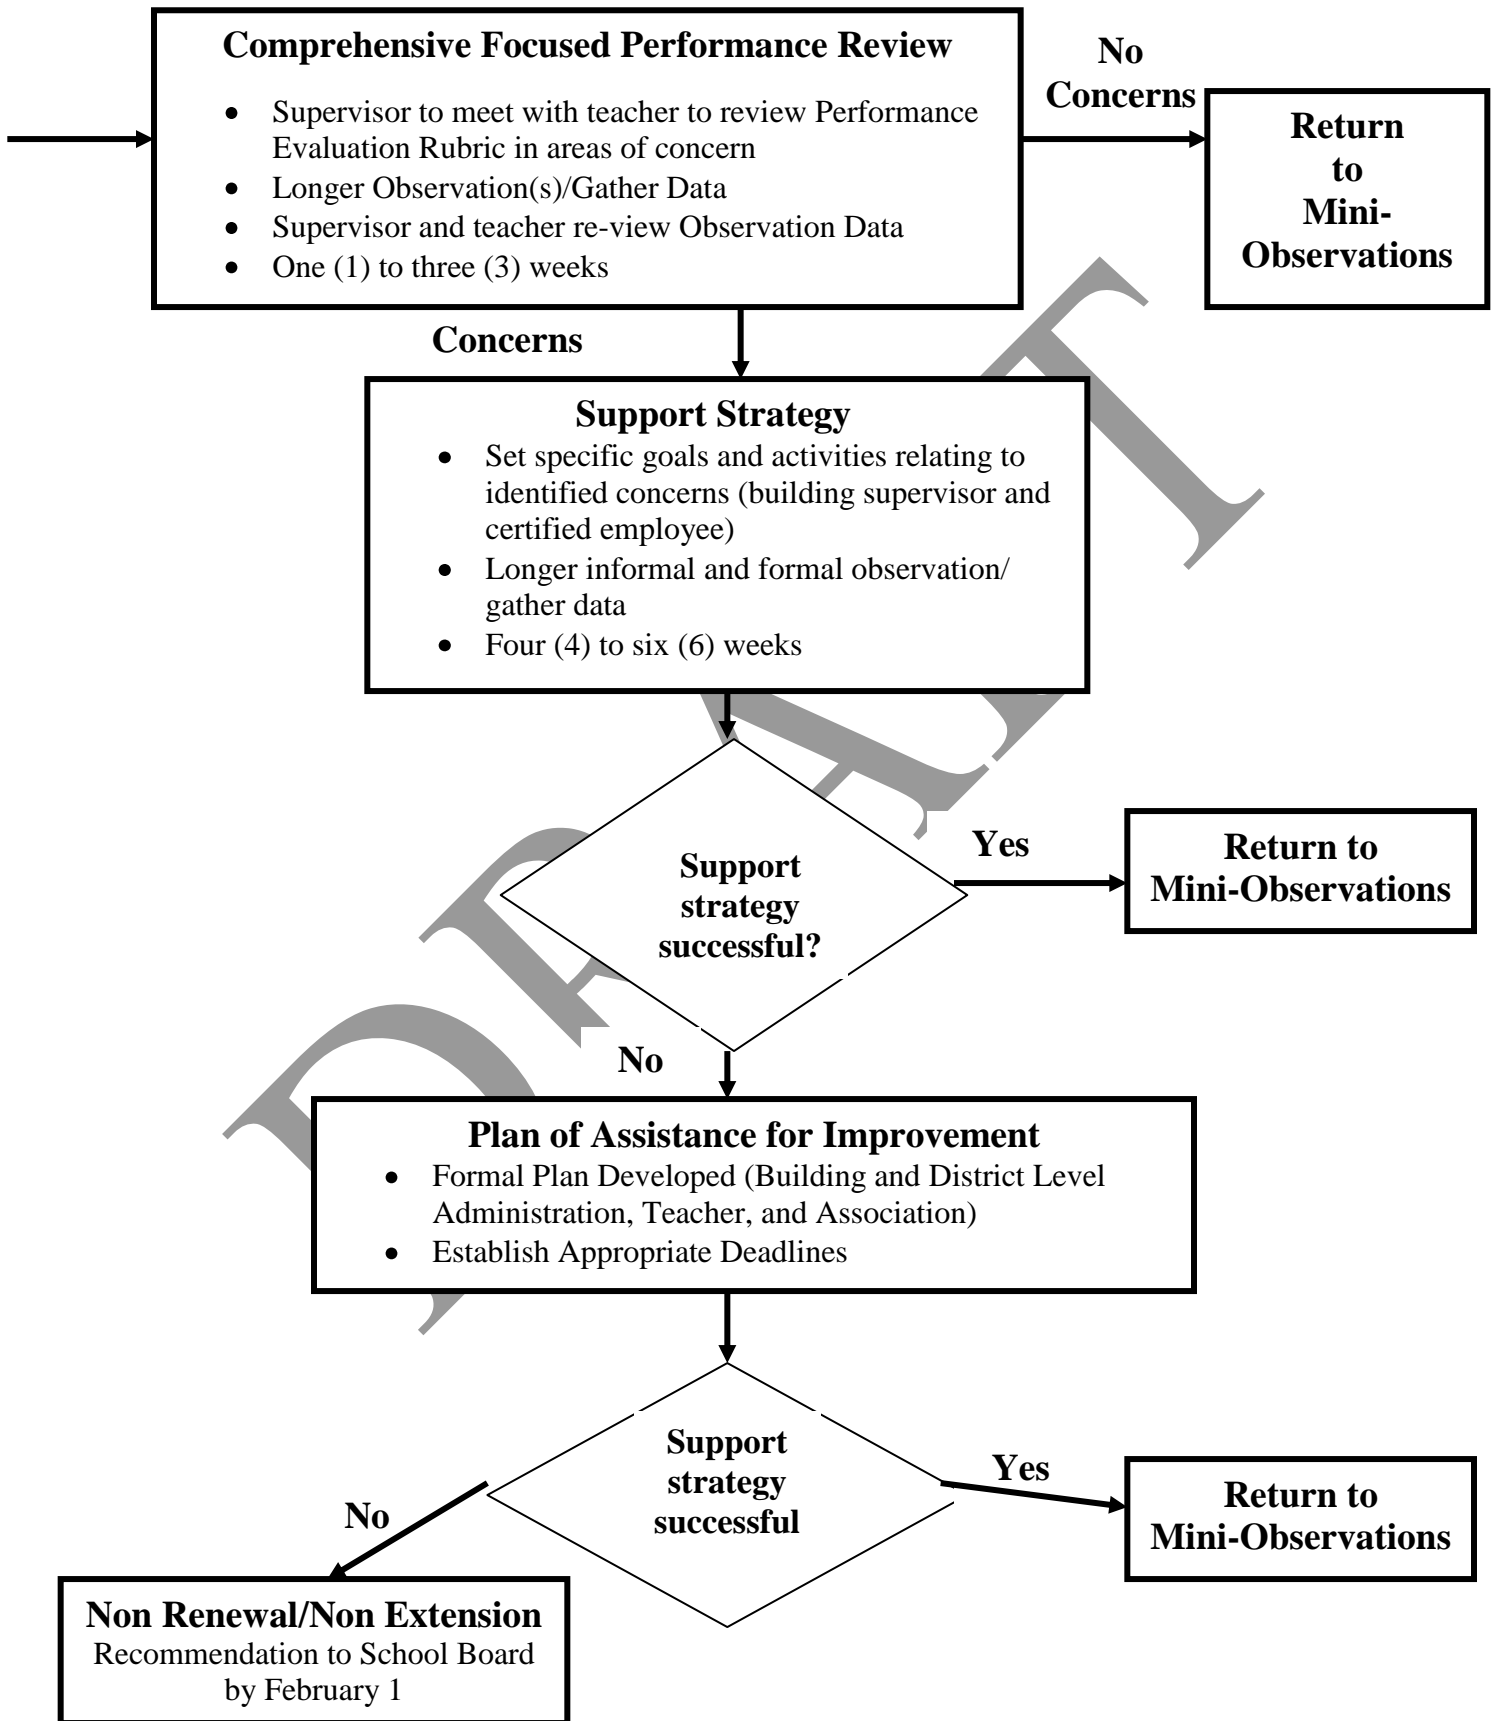 Comprehensive Focused Performance Review
• Supervisor to meet with teacher to review Performance
Evaluation Rubric in areas of concern
• Longer Observation(s)/Gather Data
• Supervisor and teacher re-view Observation Data
• One (1) to three (3) weeks
No
Concerns
Return
to
Mini-
Observations
Concerns
Support Strategy
• Set specific goals and activities relating to
identified concerns (building supervisor and
certified employee)
• Longer informal and formal observation/
gather data
• Four (4) to six (6) weeks
Support
strategy
successful?
Yes
Return to
Mini-Observations
No
Plan of Assistance for Improvement
• Formal Plan Developed (Building and District Level
Administration, Teacher, and Association)
• Establish Appropriate Deadlines
Support
strategy
successful
Yes
Return to
Mini-Observations
No
Non Renewal/Non Extension
Recommendation to School Board
by February 1
DRAFT